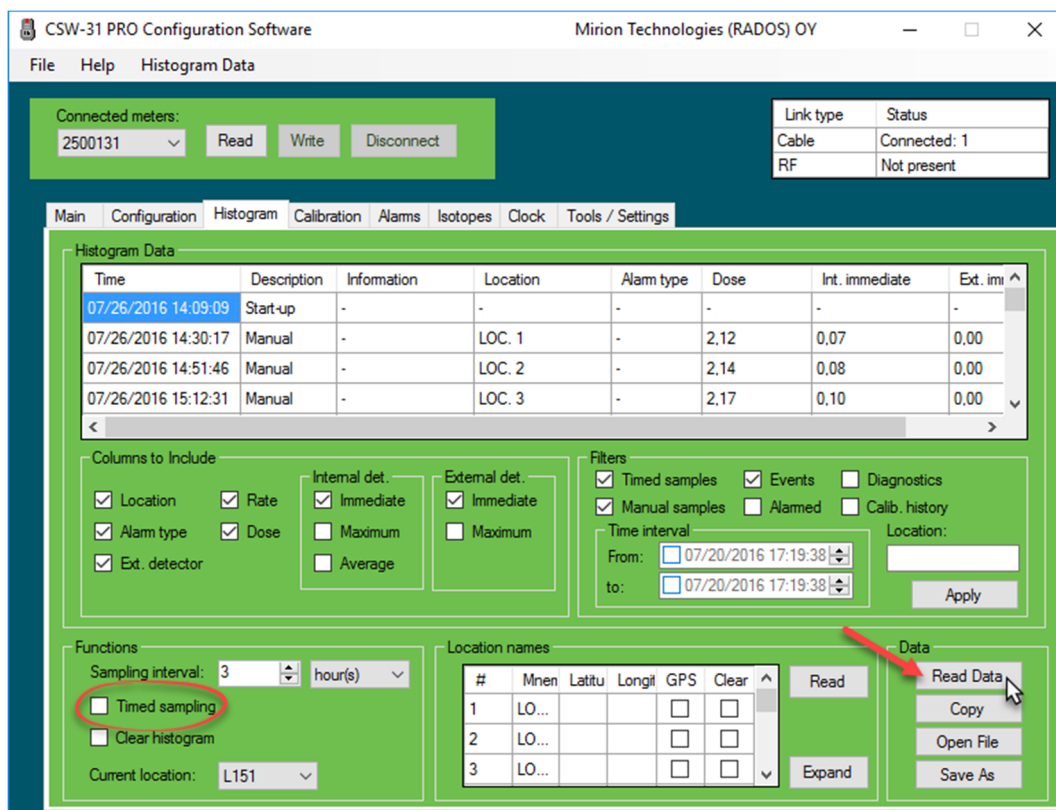 CSW-31 PRO Configuration Software Mirion Technologies (RADOS) OY
File Help Histogram Data
Connected meters:
2500131 Read Write Disconnect
Link type Status
Cable Connected: 1
RF Not present
Main Configuration Histogram Calibration Alarms Isotopes Clock Tools / Settings
Histogram Data
Time Description Information Location Alarm type Dose Int. immediate Ext. im
07/26/2016 14:09:09 Start-up - - - - - -
07/26/2016 14:30:17 Manual - LOC. 1 - 2,12 0,07 0,00
07/26/2016 14:51:46 Manual - LOC. 2 - 2,14 0,08 0,00
07/26/2016 15:12:31 Manual - LOC. 3 - 2,17 0,10 0,00
Columns to Include
Location Rate
Alarm type Dose
Ext. detector
Internal det.
Immediate
Maximum
Average
External det.
Immediate
Maximum
Filters
Timed samples Events Diagnostics
Manual samples Alarmed Calib. history
Time interval
From: 07/20/2016 17:19:38
to: 07/20/2016 17:19:38
Location:
Apply
Functions
Sampling interval: 3 hour(s)
Timed sampling
Clear histogram
Current location: L151
Location names
# Mnen Latitu Longit GPS Clear
1 LO...
2 LO...
3 LO...
Read
Expand
Data
Read Data
Copy
Open File
Save As